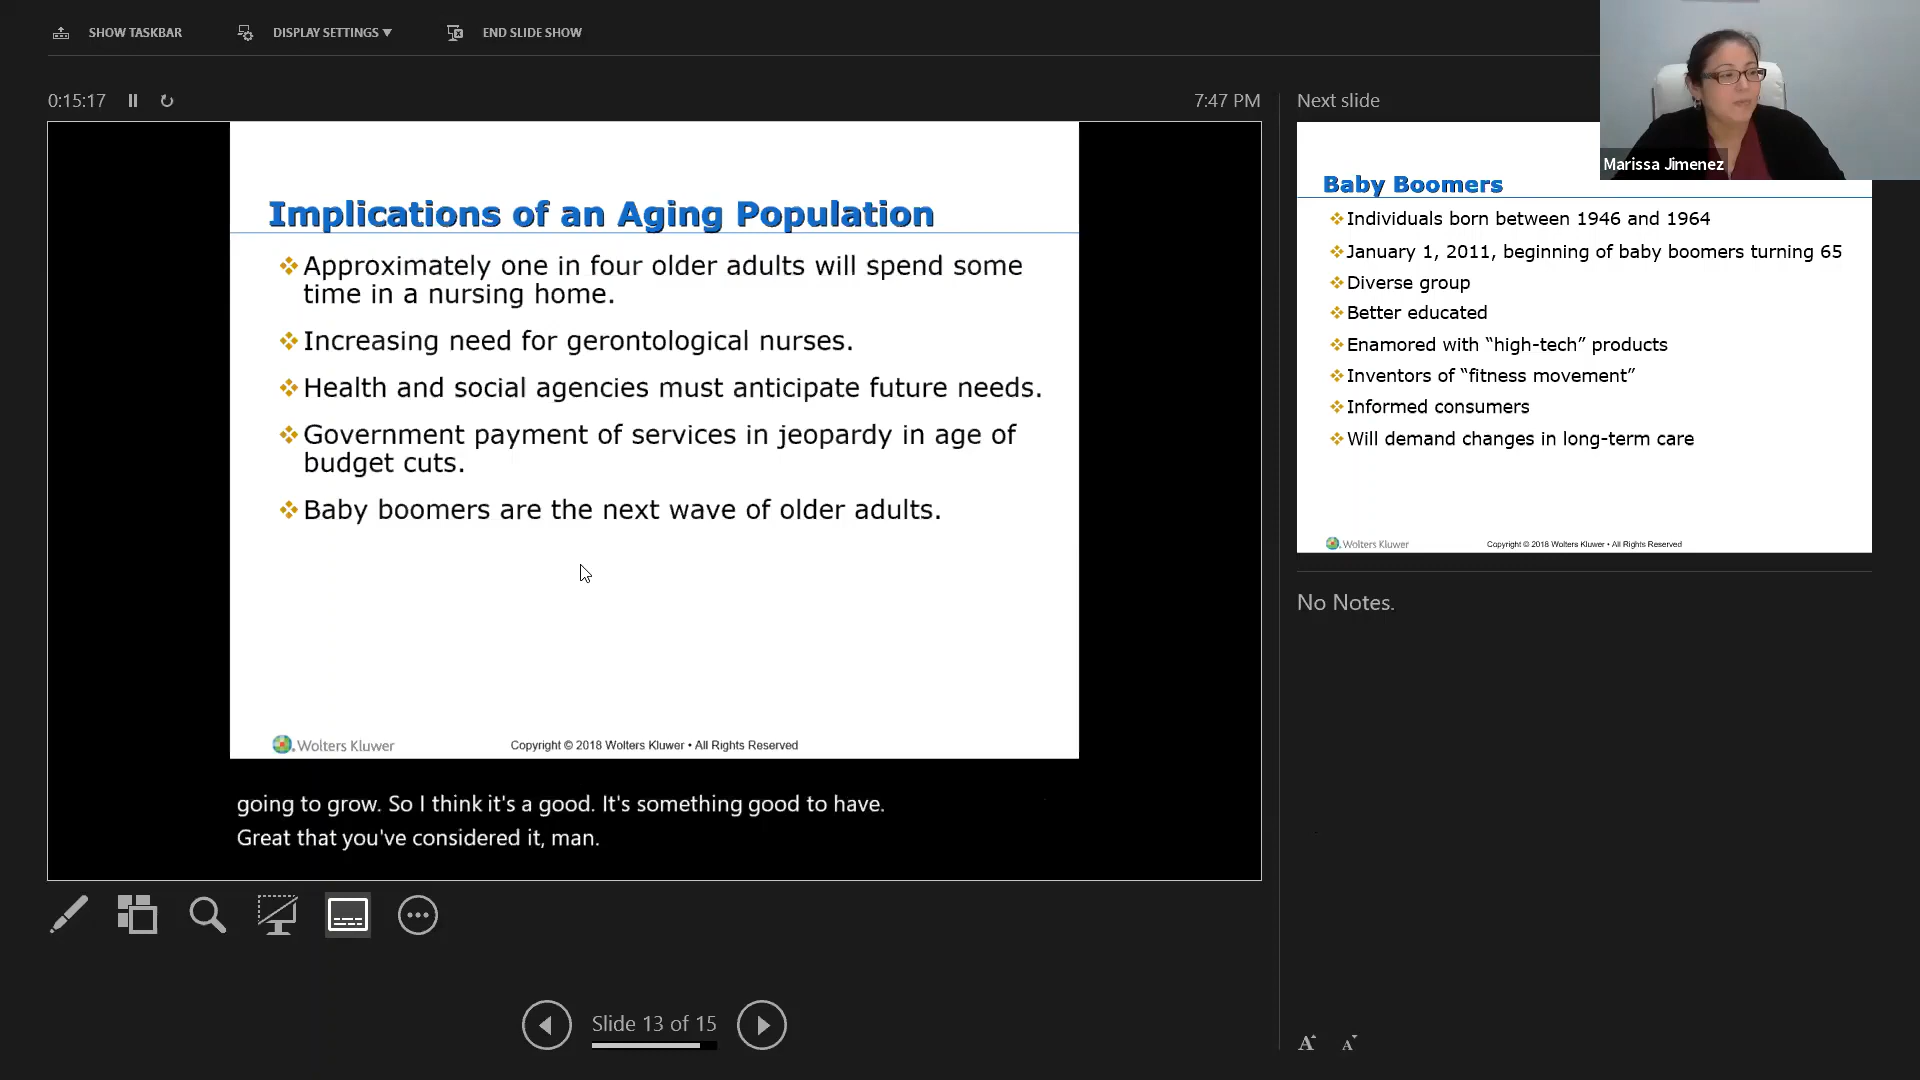 SHOW TASKBAR
DISPLAY SETTINGS ▼
END SLIDE SHOW
0:15:17
7:47 PM
Implications of an Aging Population
Approximately one in four older adults will spend some
time in a nursing home.
Increasing need for gerontological nurses.
Health and social agencies must anticipate future needs.
Government payment of services in jeopardy in age of
budget cuts.
Baby boomers are the next wave of older adults.
Wolters Kluwer
Copyright © 2018 Wolters Kluwer • All Rights Reserved
going to grow. So I think it's a good. It's something good to have.
Great that you've considered it, man.
Slide 13 of 15
Next slide
Marissa Jimenez
Baby Boomers
Individuals born between 1946 and 1964
January 1, 2011, beginning of baby boomers turning 65
Diverse group
Better educated
Enamored with “high-tech” products
Inventors of “fitness movement”
Informed consumers
Will demand changes in long-term care
Wolters Kluwer
Copyright © 2018 Wolters Kluwer • All Rights Reserved
No Notes.
A A